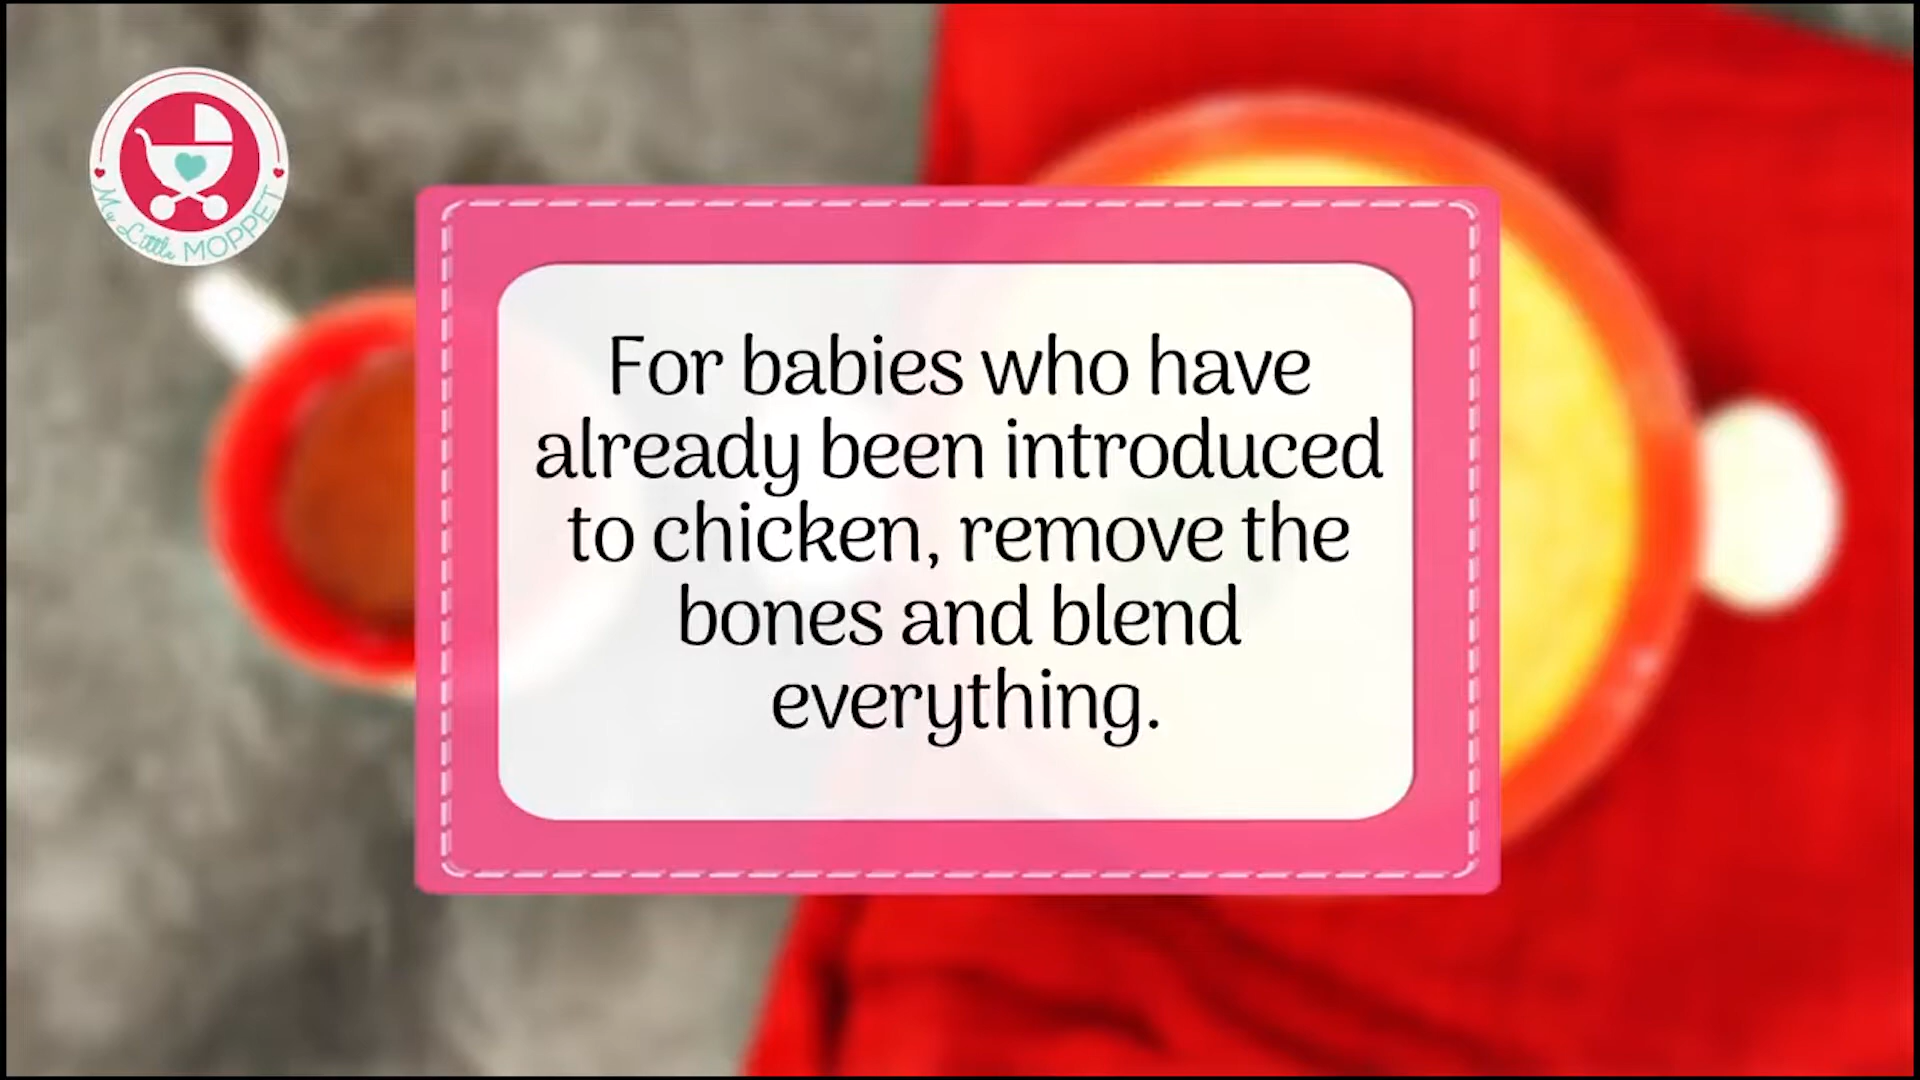 My Little MOPPET
For babies who have
already been introduced
to chicken, remove the
bones and blend
everything.